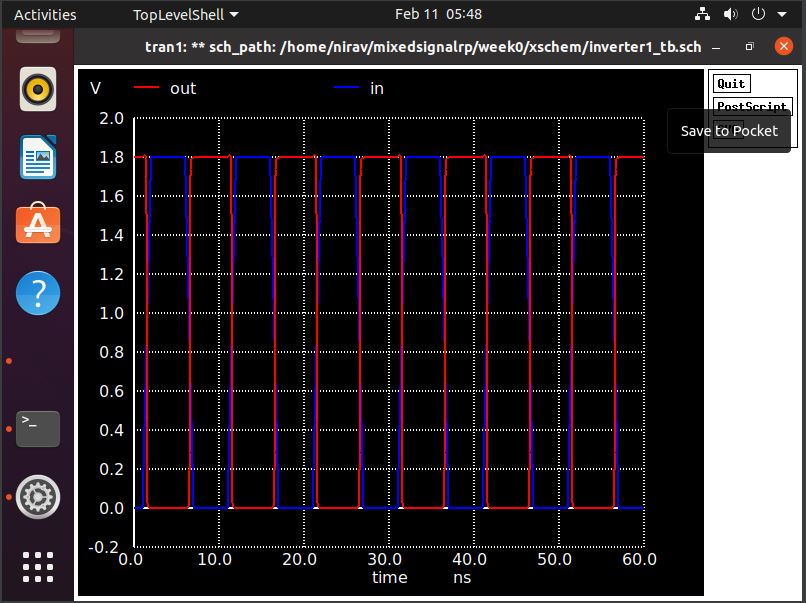 Activities
TopLevelShell
Feb 11 05:48
tran1: ** sch_path: /home/nirav/mixedsignalrp/week0/xschem/inverter1_tb.sch
V
out
in
Quit
PostScript
Save to Pocket
2.0
1.8
1.6
1.4
1.2
1.0
0.8
0.6
0.4
0.2
0.0
-0.2
0.0 10.0 20.0 30.0 40.0 50.0 60.0
time ns